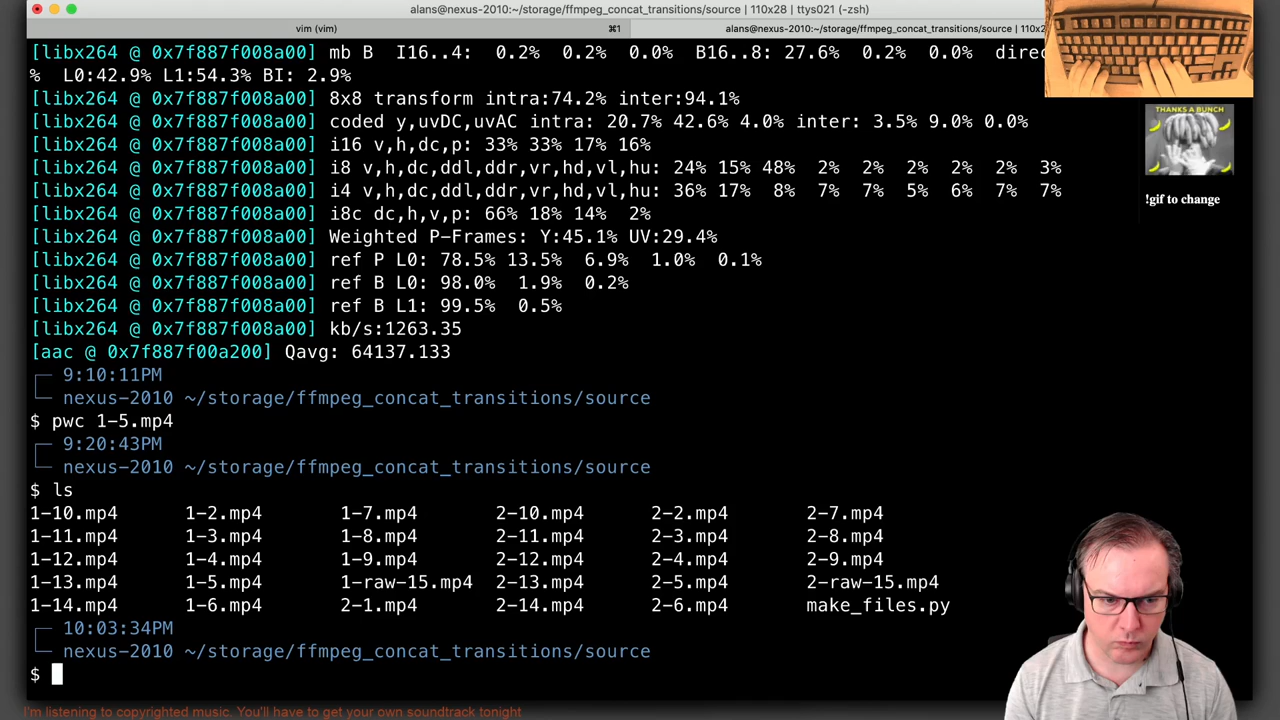 alans@nexus-2010:~/storage/ffmpeg_concat_transitions/source | 110x28 | ttys021 (-zsh)
vim (vim) ⌘1 alans@nexus-2010:~/storage/ffmpeg_concat_transitions/source | 110x2
[libx264 @ 0x7f887f008a00] mb B  I16..4:  0.2%  0.2%  0.0%  B16..8: 27.6%  0.2%  0.0%  direc
%  L0:42.9% L1:54.3% BI: 2.9%
[libx264 @ 0x7f887f008a00] 8x8 transform intra:74.2% inter:94.1%
[libx264 @ 0x7f887f008a00] coded y,uvDC,uvAC intra: 20.7% 42.6% 4.0% inter: 3.5% 9.0% 0.0%
[libx264 @ 0x7f887f008a00] i16 v,h,dc,p: 33% 33% 17% 16%
[libx264 @ 0x7f887f008a00] i8 v,h,dc,ddl,ddr,vr,hd,vl,hu: 24% 15% 48%  2%  2%  2%  2%  2%  3%
[libx264 @ 0x7f887f008a00] i4 v,h,dc,ddl,ddr,vr,hd,vl,hu: 36% 17%  8%  7%  7%  5%  6%  7%  7%
[libx264 @ 0x7f887f008a00] i8c dc,h,v,p: 66% 18% 14%  2%
[libx264 @ 0x7f887f008a00] Weighted P-Frames: Y:45.1% UV:29.4%
[libx264 @ 0x7f887f008a00] ref P L0: 78.5% 13.5%  6.9%  1.0%  0.1%
[libx264 @ 0x7f887f008a00] ref B L0: 98.0%  1.9%  0.2%
[libx264 @ 0x7f887f008a00] ref B L1: 99.5%  0.5%
[libx264 @ 0x7f887f008a00] kb/s:1263.35
[aac @ 0x7f887f00a200] Qavg: 64137.133
9:10:11PM
nexus-2010 ~/storage/ffmpeg_concat_transitions/source
$ pwc 1-5.mp4
9:20:43PM
nexus-2010 ~/storage/ffmpeg_concat_transitions/source
$ ls
1-10.mp4 1-2.mp4 1-7.mp4 2-10.mp4 2-2.mp4 2-7.mp4
1-11.mp4 1-3.mp4 1-8.mp4 2-11.mp4 2-3.mp4 2-8.mp4
1-12.mp4 1-4.mp4 1-9.mp4 2-12.mp4 2-4.mp4 2-9.mp4
1-13.mp4 1-5.mp4 1-raw-15.mp4 2-13.mp4 2-5.mp4 2-raw-15.mp4
1-14.mp4 1-6.mp4 2-1.mp4 2-14.mp4 2-6.mp4 make_files.py
10:03:34PM
nexus-2010 ~/storage/ffmpeg_concat_transitions/source
$
THANKS A BUNCH
!gif to change
I'm listening to copyrighted music. You'll have to get your own soundtrack tonight